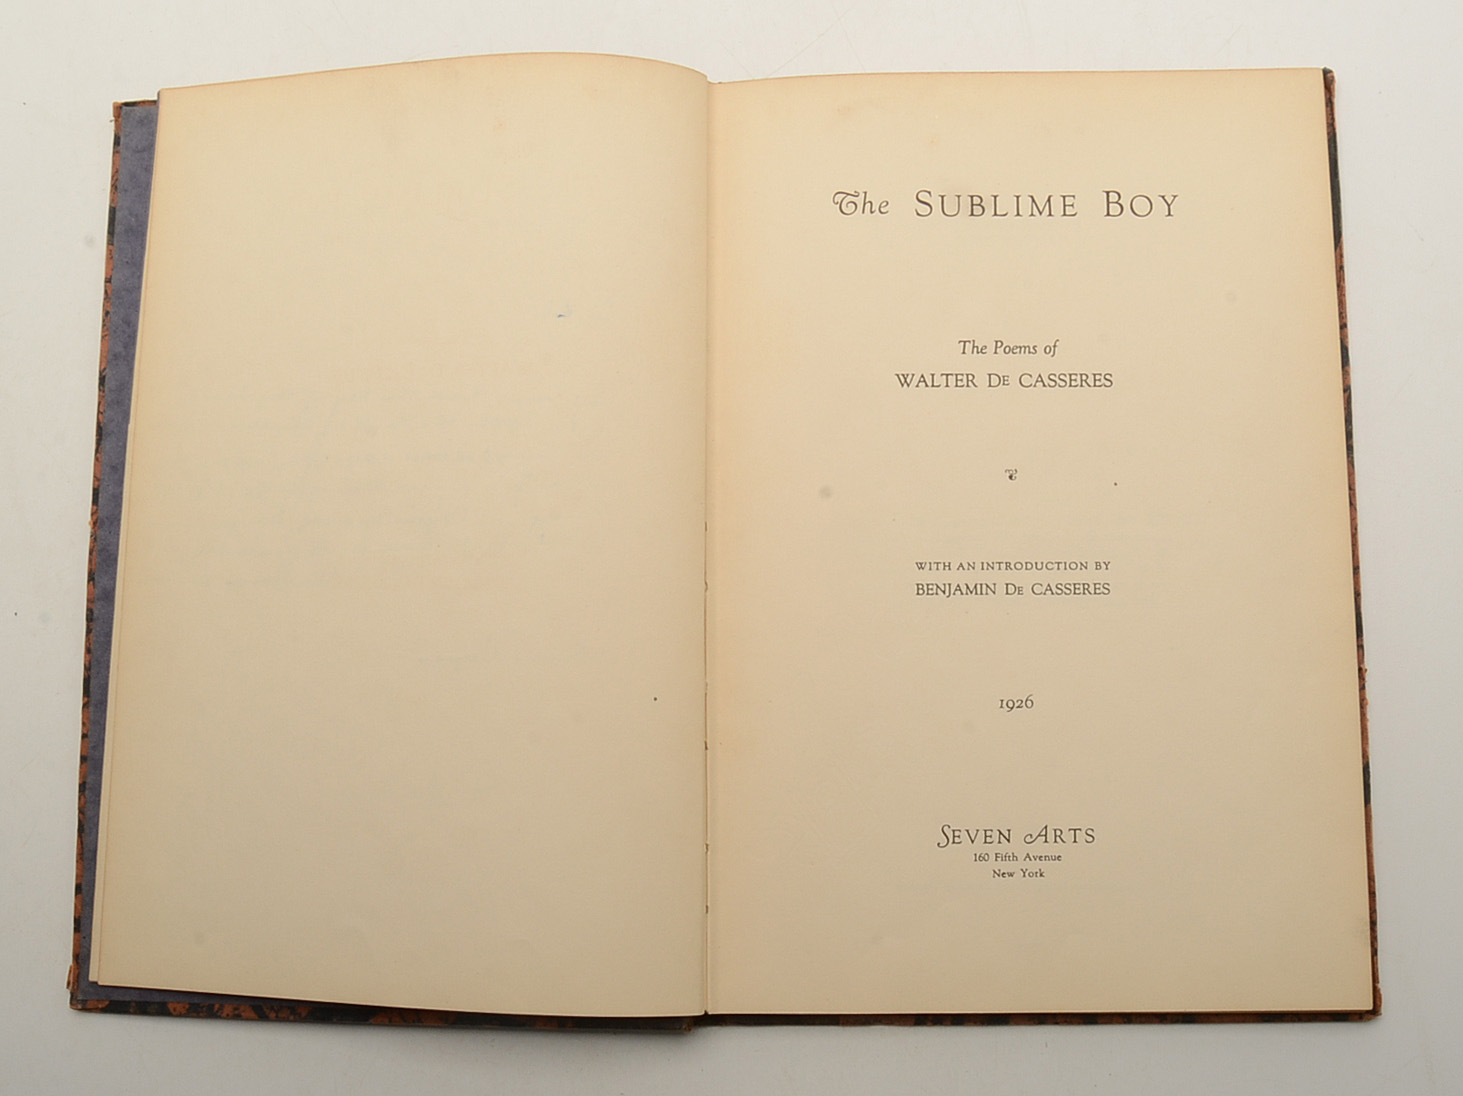 The SUBLIME BOY
The Poems of
WALTER DE CASSERES
WITH AN INTRODUCTION BY
BENJAMIN DE CASSERES
1926
SEVEN ARTS
160 Fifth Avenue
New York